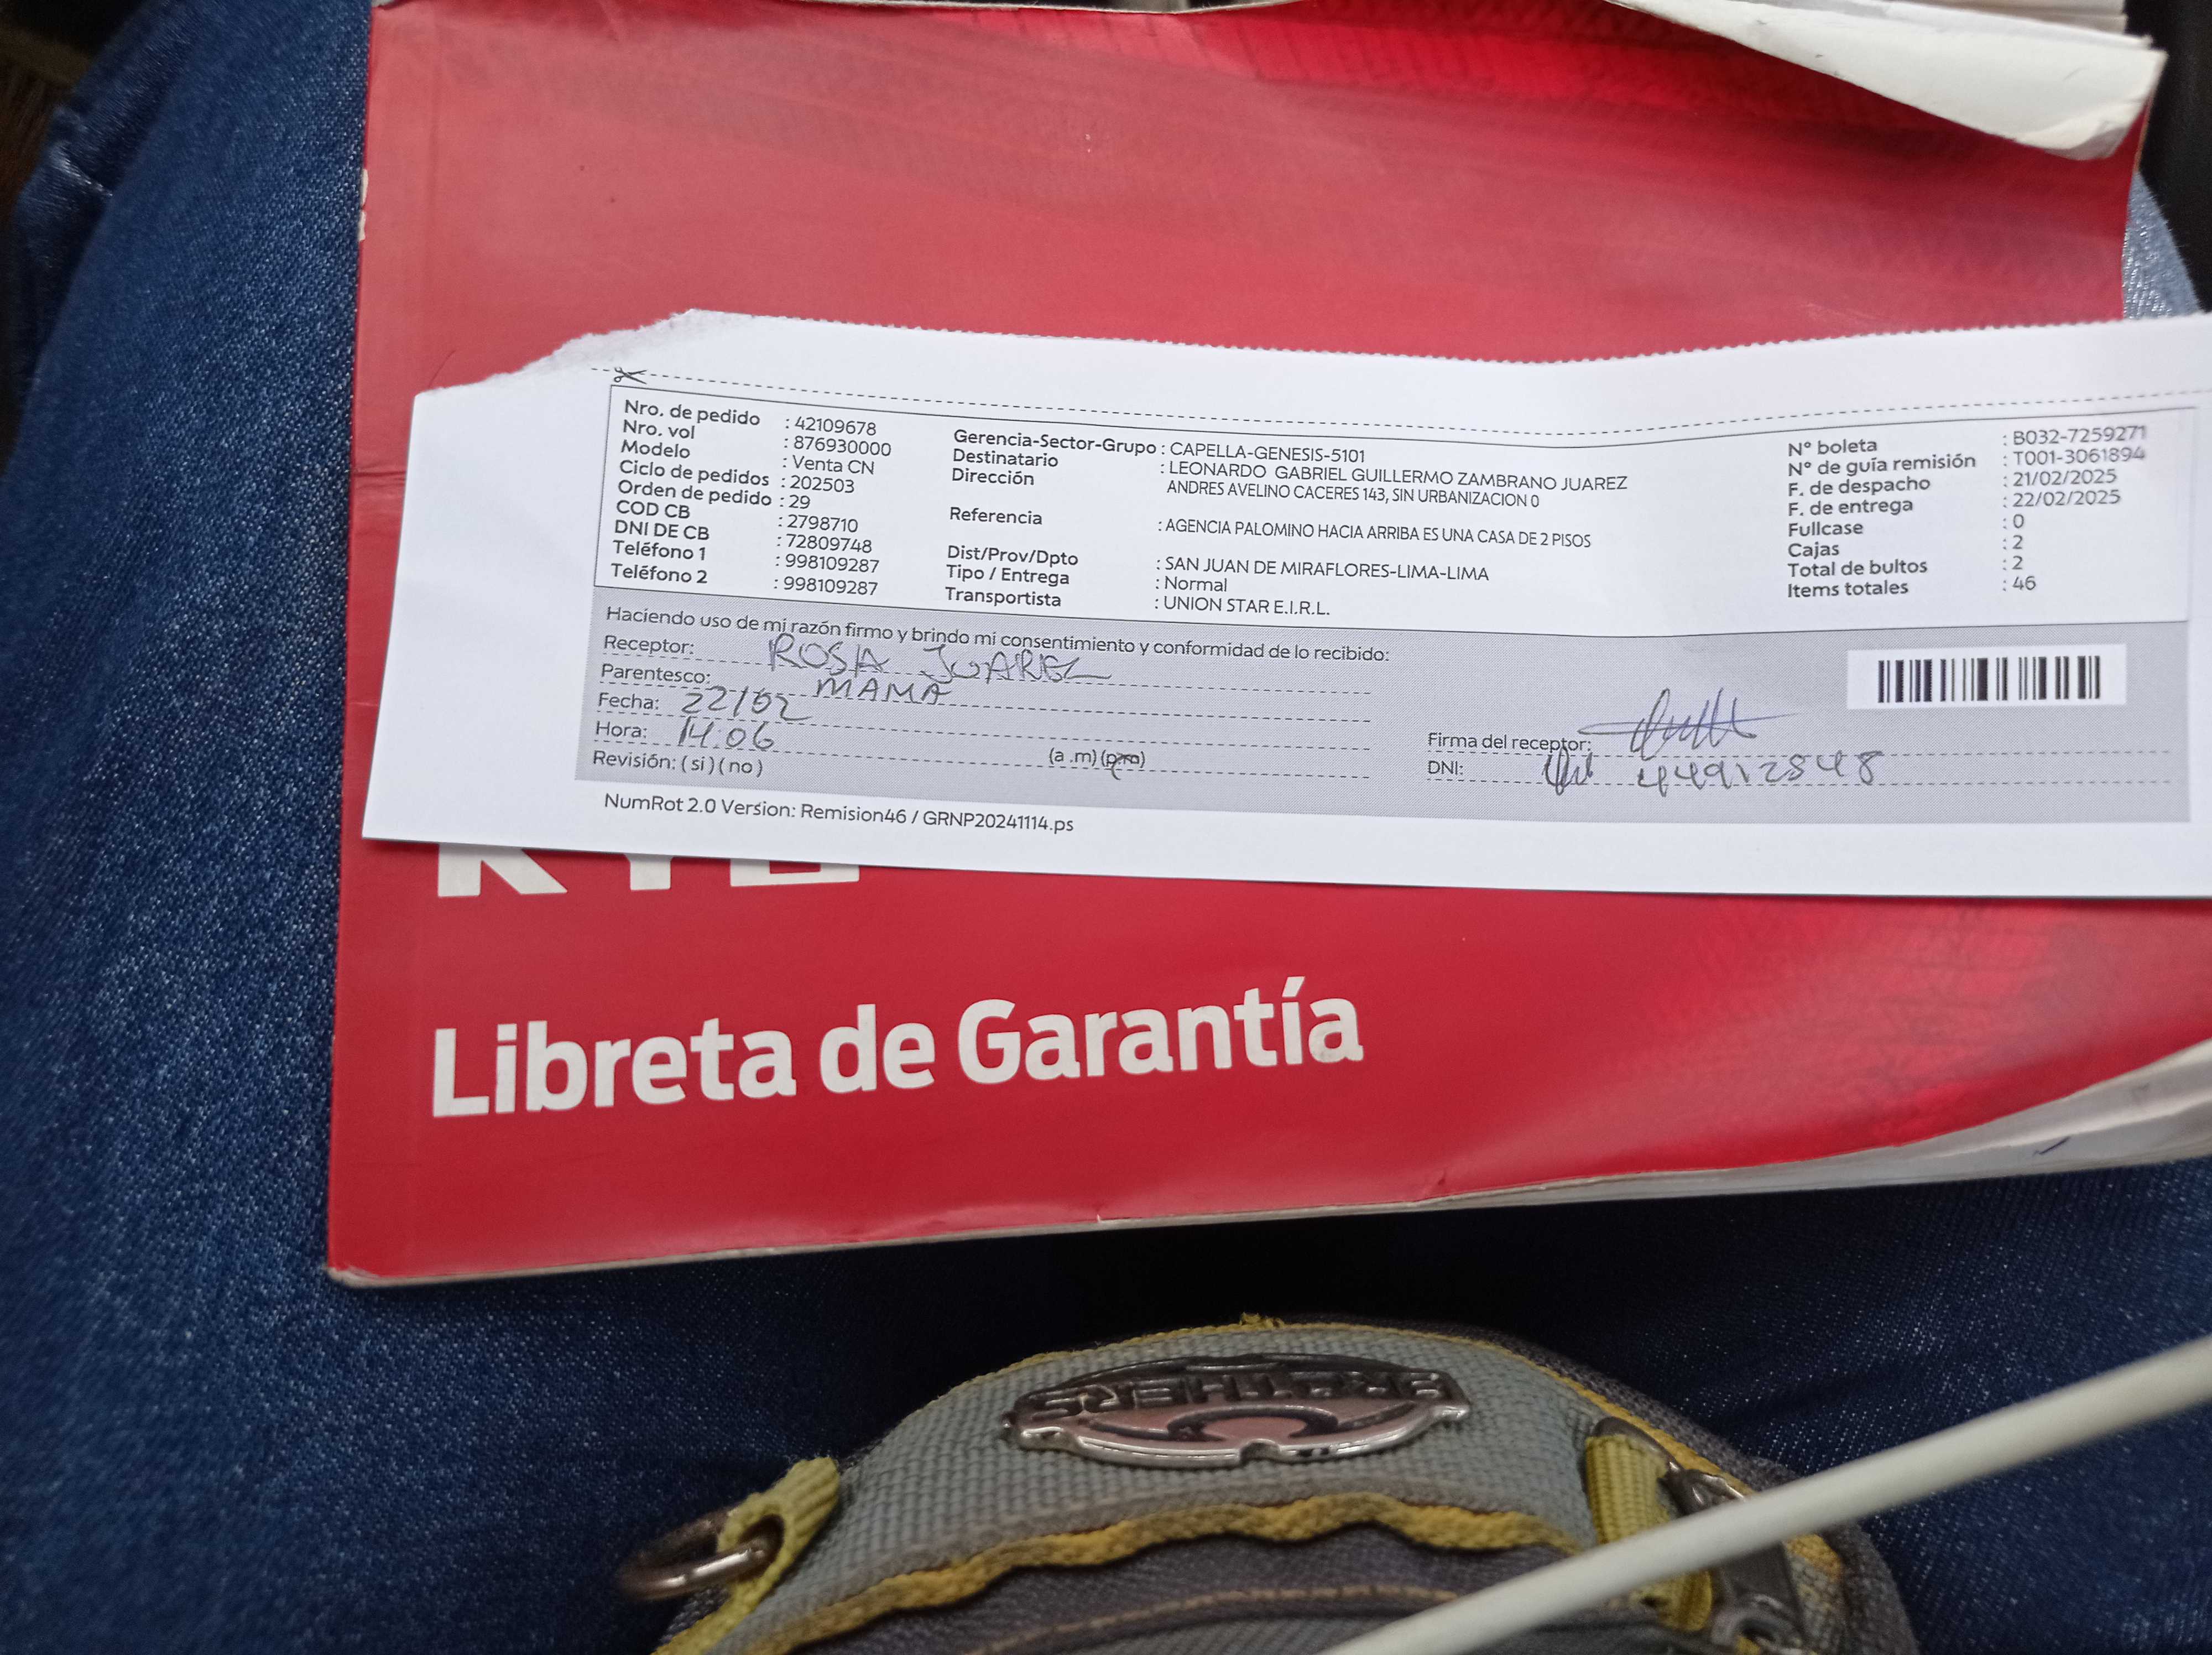 Nro. de pedido : 42109678
Nro. vol : 876930000
Modelo : Venta CN
Ciclo de pedidos : 202503
Orden de pedido : 29
COD CB : 2798710
DNI DE CB : 72809748
Teléfono 1 : 998109287
Teléfono 2 : 998109287
Gerencia-Sector-Grupo : CAPELLA-GENESIS-5101
Destinatario : LEONARDO GABRIEL GUILLERMO ZAMBRANO JUAREZ
Dirección ANDRES AVELINO CACERES 143, SIN URBANIZACION 0
Referencia : AGENCIA PALOMINO HACIA ARRIBA ES UNA CASA DE 2 PISOS
Dist/Prov/Dpto : SAN JUAN DE MIRAFLORES-LIMA-LIMA
Tipo / Entrega : Normal
Transportista : UNION STAR E.I.R.L.
N° boleta : B032-7259271
N° de guía remisión : T001-3061894
F. de despacho : 21/02/2025
F. de entrega : 22/02/2025
Fullcase : 0
Cajas : 2
Total de bultos : 2
Items totales : 46
Haciendo uso de mi razón firmo y brindo mi consentimiento y conformidad de lo recibido:
Receptor: ROSA JUAREZ
Parentesco: MAMA
Fecha: 22/02
Hora: 14:06 (a .m) (p.m)
Revisión: ( si ) ( no )
Firma del receptor:
DNI: 44912848
NumRot 2.0 Version: Remision46 / GRNP20241114.ps
Libreta de Garantía
BROTHERS